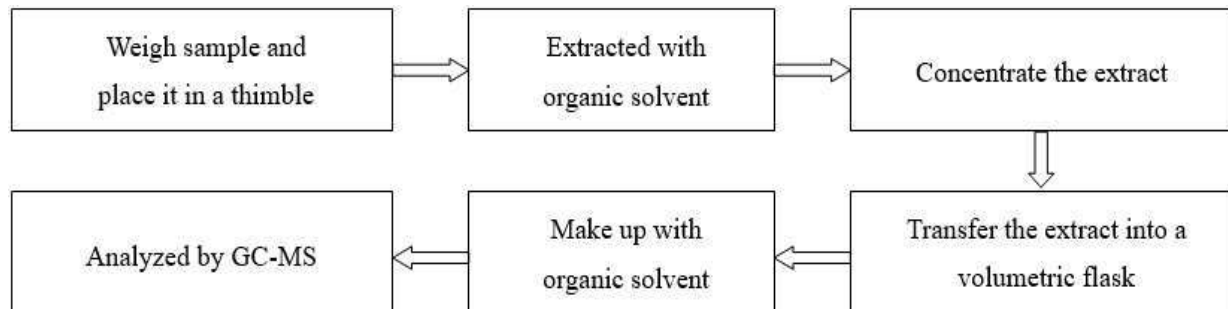 Weigh sample and
place it in a thimble
Extracted with
organic solvent
Concentrate the extract
Transfer the extract into a
volumetric flask
Make up with
organic solvent
Analyzed by GC-MS